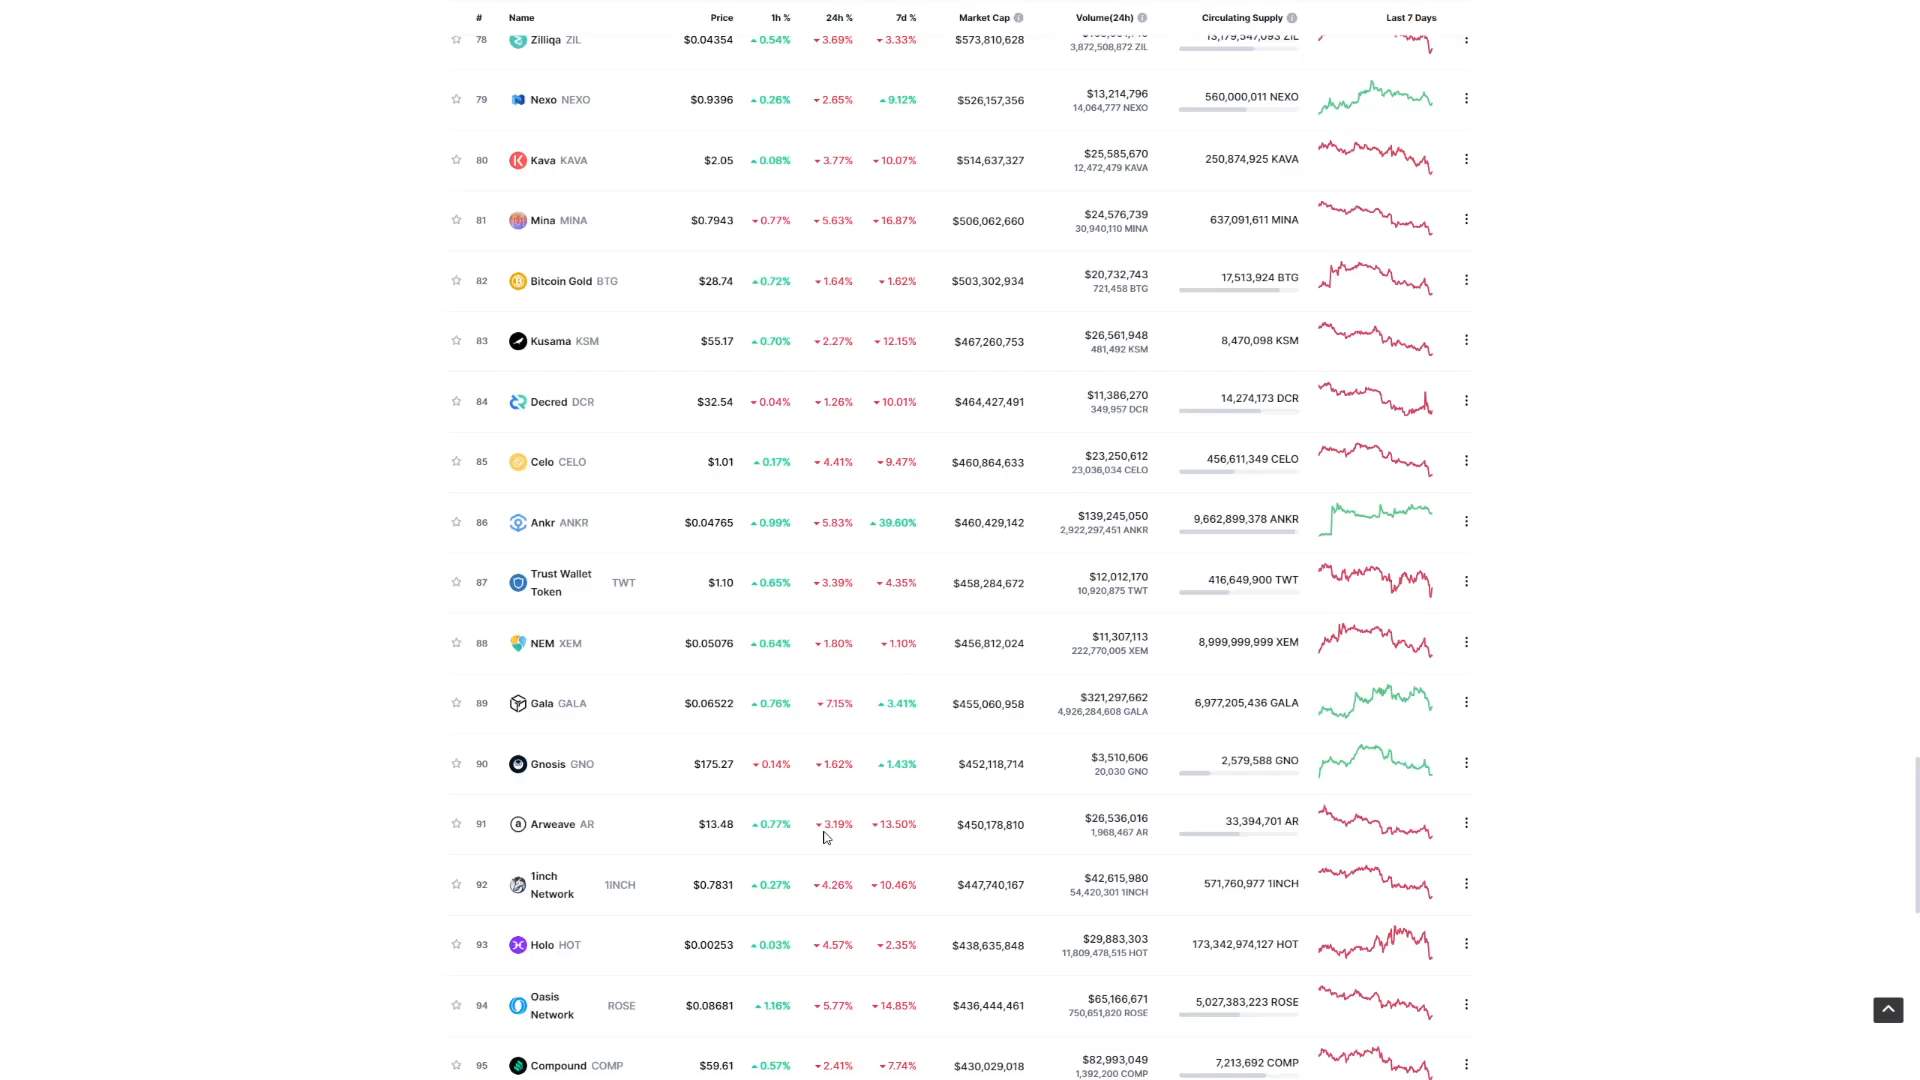 # Name Price 1h % 24h % 7d % Market Cap Volume(24h) Circulating Supply Last 7 Days
78 Zilliqa ZIL $0.04354 0.54% 3.69% 3.33% $573,810,628 13,179,547,093 ZIL
3,872,508,872 ZIL
79 Nexo NEXO $0.9396 0.26% 2.65% 9.12% $526,157,356 $13,214,796 560,000,011 NEXO
14,064,777 NEXO
80 Kava KAVA $2.05 0.08% 3.77% 10.07% $514,637,327 $25,585,670 250,874,925 KAVA
12,472,479 KAVA
81 Mina MINA $0.7943 0.77% 5.63% 16.87% $506,062,660 $24,576,739 637,091,611 MINA
30,940,110 MINA
82 Bitcoin Gold BTG $28.74 0.72% 1.64% 1.62% $503,302,934 $20,732,743 17,513,924 BTG
721,458 BTG
83 Kusama KSM $55.17 0.70% 2.27% 12.15% $467,260,753 $26,561,948 8,470,098 KSM
481,492 KSM
84 Decred DCR $32.54 0.04% 1.26% 10.01% $464,427,491 $11,386,270 14,274,173 DCR
349,957 DCR
85 Celo CELO $1.01 0.17% 4.41% 9.47% $460,864,633 $23,250,612 456,611,349 CELO
23,036,034 CELO
86 Ankr ANKR $0.04765 0.99% 5.83% 39.60% $460,429,142 $139,245,050 9,662,899,378 ANKR
2,922,297,451 ANKR
87 Trust Wallet TWT $1.10 0.65% 3.39% 4.35% $458,284,672 $12,012,170 416,649,900 TWT
Token 10,920,875 TWT
88 NEM XEM $0.05076 0.64% 1.80% 1.10% $456,812,024 $11,307,113 8,999,999,999 XEM
222,770,005 XEM
89 Gala GALA $0.06522 0.76% 7.15% 3.41% $455,060,958 $321,297,662 6,977,205,436 GALA
4,926,284,608 GALA
90 Gnosis GNO $175.27 0.14% 1.62% 1.43% $452,118,714 $3,510,606 2,579,588 GNO
20,030 GNO
91 Arweave AR $13.48 0.77% 3.19% 13.50% $450,178,810 $26,536,016 33,394,701 AR
1,968,467 AR
92 1inch 1INCH $0.7831 0.27% 4.26% 10.46% $447,740,167 $42,615,980 571,760,977 1INCH
Network 54,420,301 1INCH
93 Holo HOT $0.00253 0.03% 4.57% 2.35% $438,635,848 $29,883,303 173,342,974,127 HOT
11,809,478,515 HOT
94 Oasis ROSE $0.08681 1.16% 5.77% 14.85% $436,444,461 $65,166,671 5,027,383,223 ROSE
Network 750,651,820 ROSE
95 Compound COMP $59.61 0.57% 2.41% 7.74% $430,029,018 $82,993,049 7,213,692 COMP
1,392,200 COMP